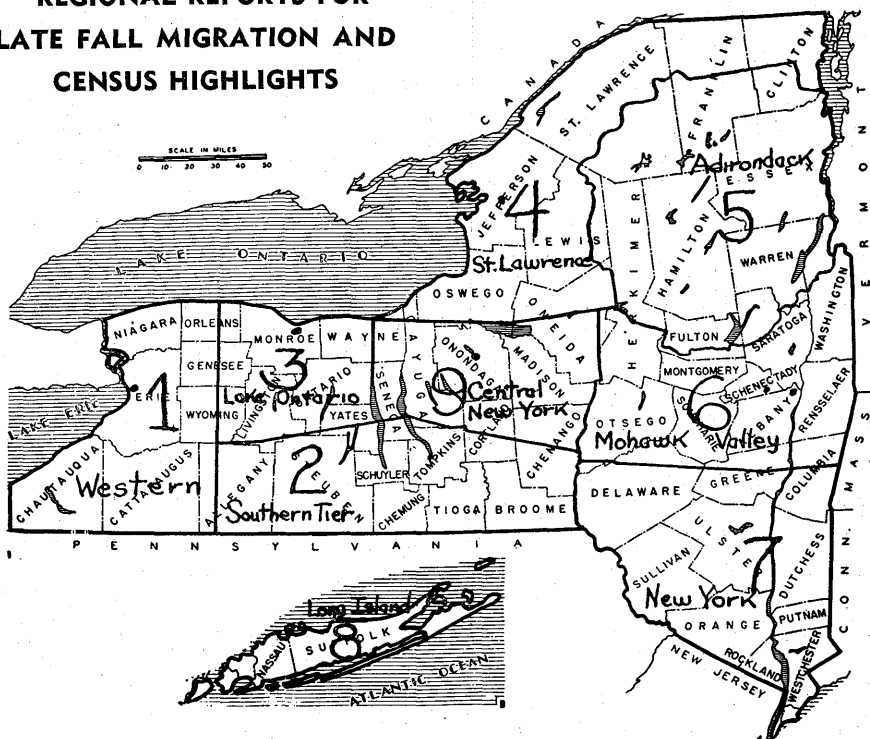 REGIONAL REPORTS FOR
LATE FALL MIGRATION AND
CENSUS HIGHLIGHTS
SCALE IN MILES
0 10 20 30 40 50
CANADA
ST. LAWRENCE
FRANKLIN
CLINTON
VERMONT
JEFFERSON
4
Adirondack
ESSEX
5
LEWIS
HERKIMER
HAMILTON
WARREN
WASHINGTON
LAKE ONTARIO
St. Lawrence
OSWEGO
ONEIDA
FULTON
SARATOGA
NIAGARA
ORLEANS
MONROE
WAYNE
CAYUGA
ONONDAGA
MADISON
MONTGOMERY
SCHENECTADY
GENESEE
3
ERIE
1
Lake Ontario
LIVINGSTON
ONTARIO
SENECA
9
Central
New York
OTSEGO
SCHOHARIE
6
ALBANY
RENSSELAER
LAKE ERIE
WYOMING
YATES
CORTLAND
CHENANGO
Mohawk Valley
MASS
CHAUTAUQUA
CATTARAUGUS
Western
ALLEGANY
2
STEUBEN
SCHUYLER
TOMPKINS
DELAWARE
GREENE
COLUMBIA
Southern Tier
CHEMUNG
TIOGA
BROOME
ULSTER
DUTCHESS
CONN.
PENNSYLVANIA
SULLIVAN
7
New York
PUTNAM
Long Island
ORANGE
NASSAU
SUFFOLK
8
ROCKLAND
WESTCHESTER
NEW JERSEY
ATLANTIC OCEAN